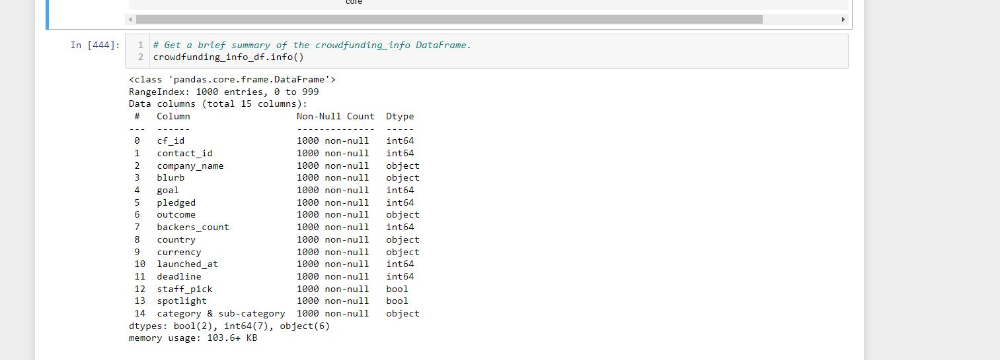 core
In [444]:
1 # Get a brief summary of the crowdfunding_info DataFrame.
2 crowdfunding_info_df.info()
<class 'pandas.core.frame.DataFrame'>
RangeIndex: 1000 entries, 0 to 999
Data columns (total 15 columns):
 #   Column                   Non-Null Count  Dtype
---  ------                   --------------  -----
 0   cf_id                    1000 non-null   int64
 1   contact_id               1000 non-null   int64
 2   company_name             1000 non-null   object
 3   blurb                    1000 non-null   object
 4   goal                     1000 non-null   int64
 5   pledged                  1000 non-null   int64
 6   outcome                  1000 non-null   object
 7   backers_count            1000 non-null   int64
 8   country                  1000 non-null   object
 9   currency                 1000 non-null   object
 10  launched_at              1000 non-null   int64
 11  deadline                 1000 non-null   int64
 12  staff_pick               1000 non-null   bool
 13  spotlight                1000 non-null   bool
 14  category & sub-category  1000 non-null   object
dtypes: bool(2), int64(7), object(6)
memory usage: 103.6+ KB